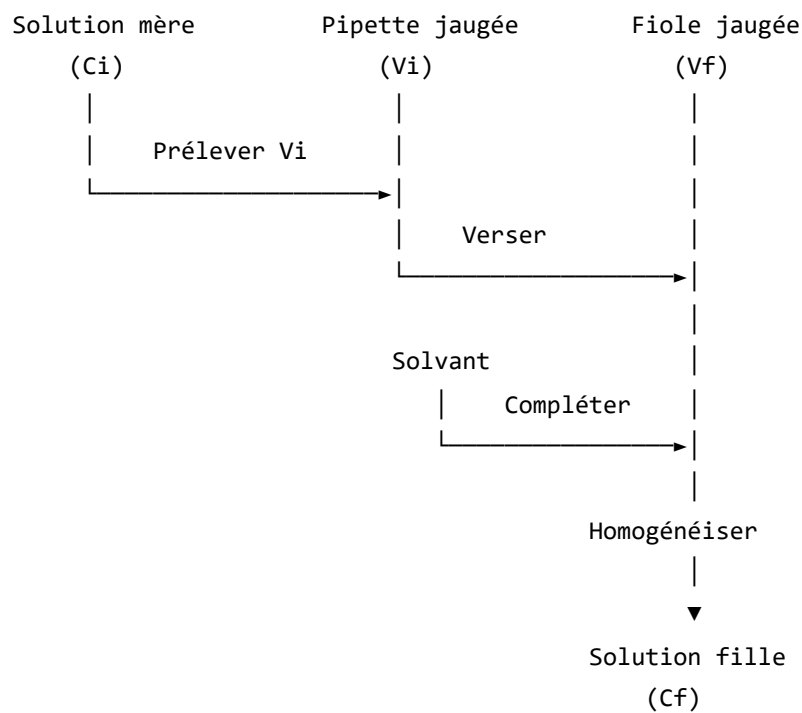 Solution mère Pipette jaugée Fiole jaugée
(Ci) (Vi) (Vf)
Prélever Vi
Verser
Solvant
Compléter
Homogénéiser
Solution fille
(Cf)